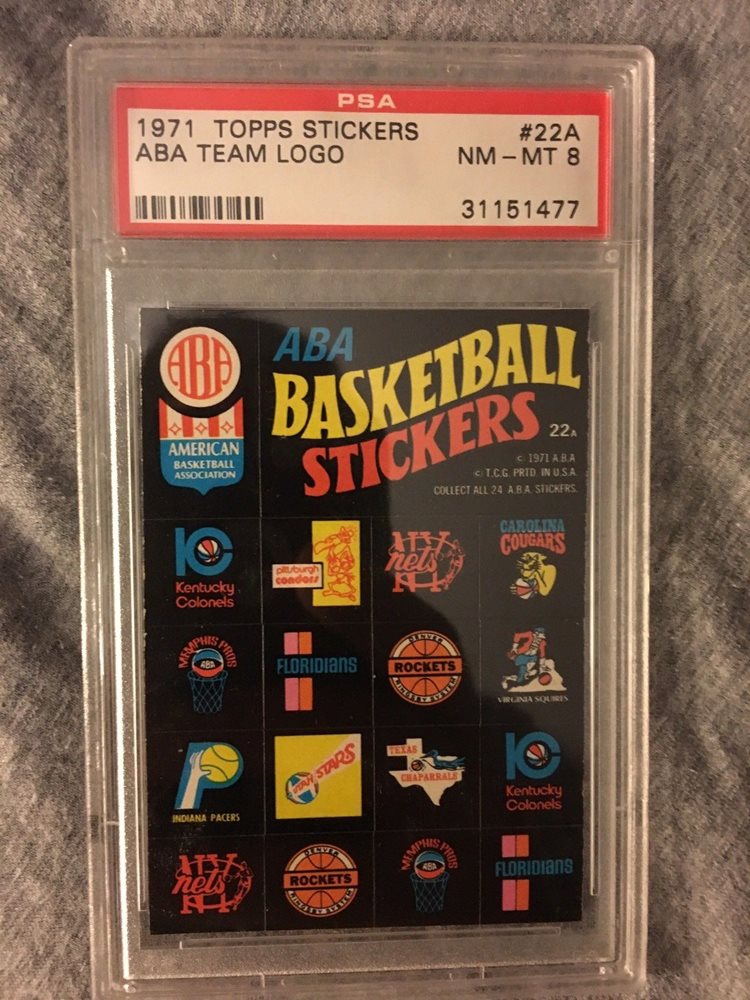 PSA
1971 TOPPS STICKERS #22A
ABA TEAM LOGO NM - MT 8
31151477
ABA
AMERICAN
BASKETBALL
ASSOCIATION
ABA
BASKETBALL
STICKERS
22A
© 1971 A.B.A
© T.C.G. PRTD. IN U.S.A.
COLLECT ALL 24 A.B.A. STICKERS.
Kentucky
Colonels
pittsburgh
condors
NY
nets
CAROLINA
COUGARS
MEMPHIS PROS
ABA
FLORIDIANS
DENVER
ROCKETS
VIRGINIA SQUIRES
INDIANA PACERS
UTAH STARS
TEXAS
CHAPARRALS
Kentucky
Colonels
NY
nets
DENVER
ROCKETS
MEMPHIS PROS
ABA
FLORIDIANS